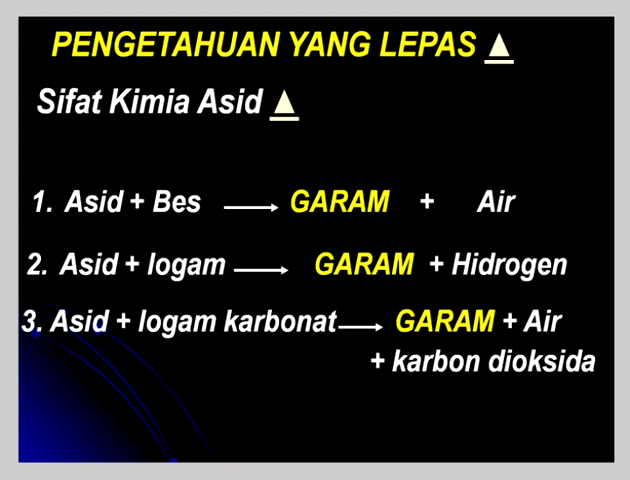 PENGETAHUAN YANG LEPAS
Sifat Kimia Asid
1. Asid + Bes → GARAM + Air
2. Asid + logam → GARAM + Hidrogen
3. Asid + logam karbonat → GARAM + Air
+ karbon dioksida